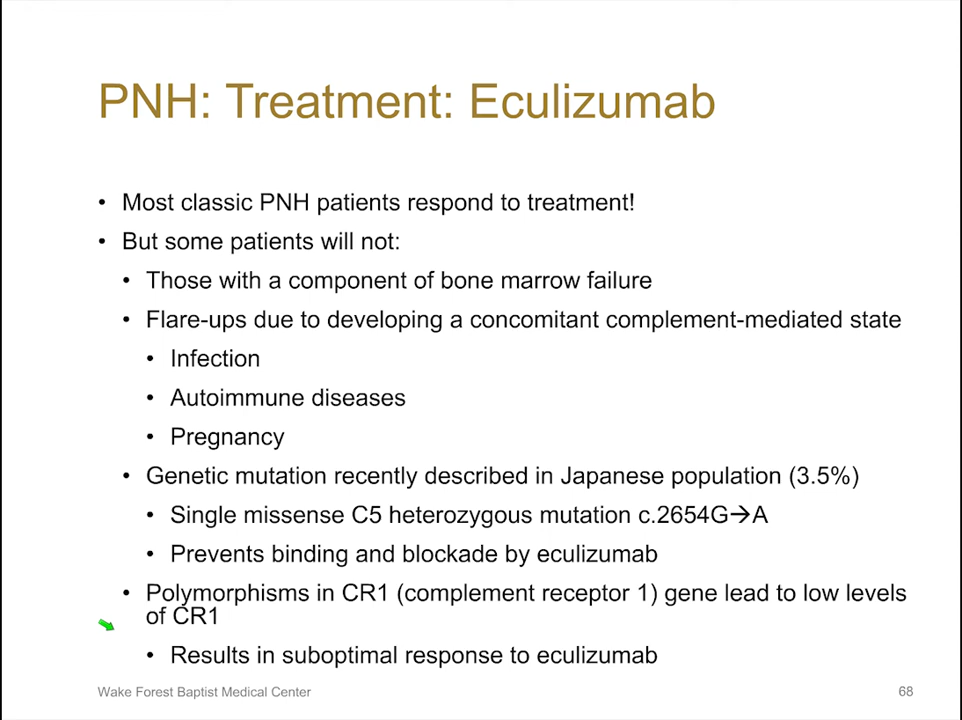 PNH: Treatment: Eculizumab
• Most classic PNH patients respond to treatment!
• But some patients will not:
• Those with a component of bone marrow failure
• Flare-ups due to developing a concomitant complement-mediated state
• Infection
• Autoimmune diseases
• Pregnancy
• Genetic mutation recently described in Japanese population (3.5%)
• Single missense C5 heterozygous mutation c.2654G→A
• Prevents binding and blockade by eculizumab
• Polymorphisms in CR1 (complement receptor 1) gene lead to low levels
of CR1
• Results in suboptimal response to eculizumab
Wake Forest Baptist Medical Center 68